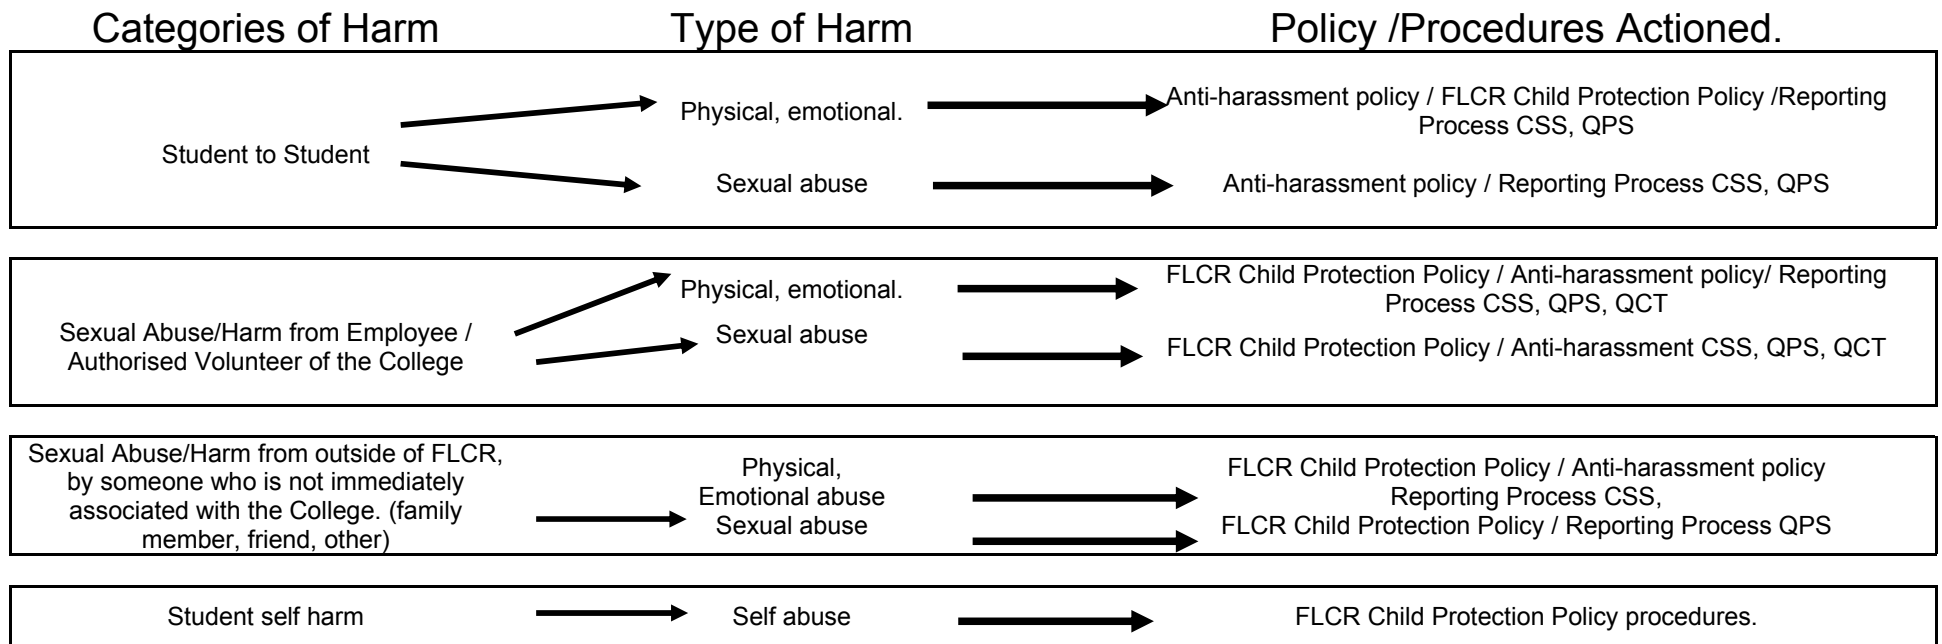 Categories of Harm Type of Harm Policy /Procedures Actioned.
Student to Student
Physical, emotional.
Anti-harassment policy / FLCR Child Protection Policy /Reporting
Process CSS, QPS
Sexual abuse
Anti-harassment policy / Reporting Process CSS, QPS
Sexual Abuse/Harm from Employee /
Authorised Volunteer of the College
Physical, emotional.
FLCR Child Protection Policy / Anti-harassment policy/ Reporting
Process CSS, QPS, QCT
Sexual abuse
FLCR Child Protection Policy / Anti-harassment CSS, QPS, QCT
Sexual Abuse/Harm from outside of FLCR,
by someone who is not immediately
associated with the College. (family
member, friend, other)
Physical,
Emotional abuse
Sexual abuse
FLCR Child Protection Policy / Anti-harassment policy
Reporting Process CSS,
FLCR Child Protection Policy / Reporting Process QPS
Student self harm
Self abuse
FLCR Child Protection Policy procedures.